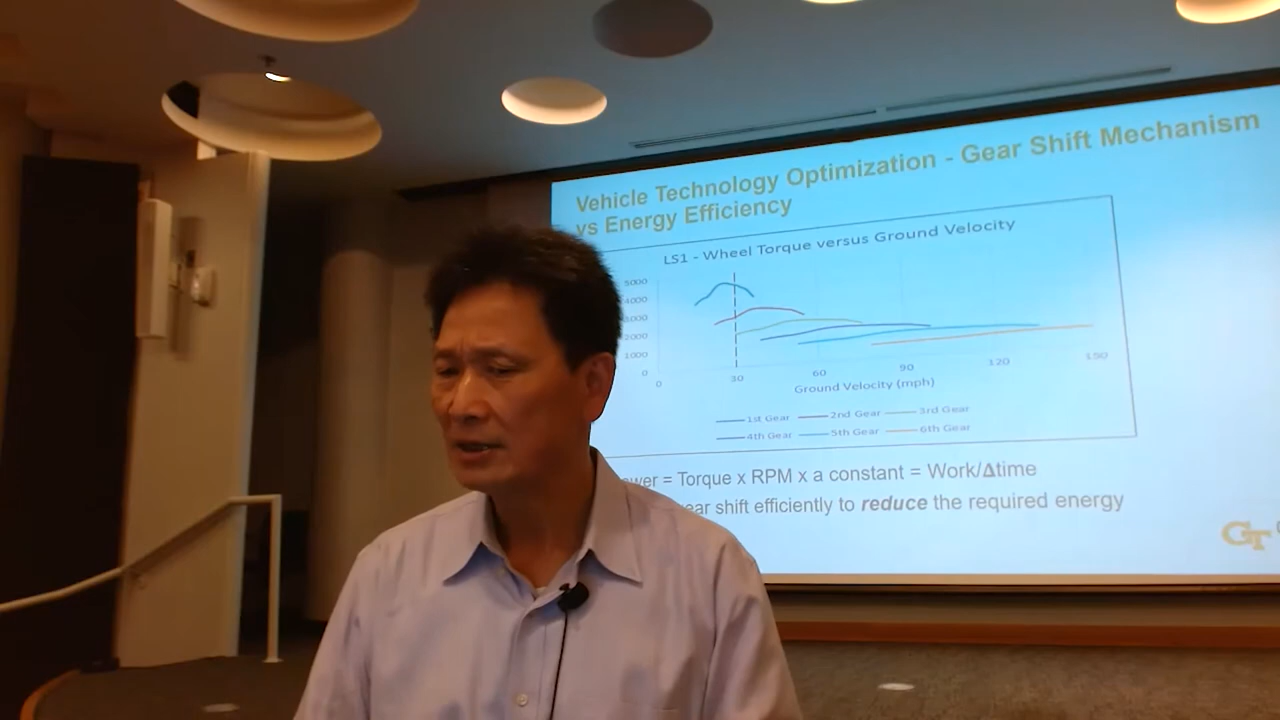 Vehicle Technology Optimization - Gear Shift Mechanism
vs Energy Efficiency
LS1 - Wheel Torque versus Ground Velocity
5000
4000
3000
2000
1000
0
0 30 60 90 120 150
Ground Velocity (mph)
1st Gear 2nd Gear 3rd Gear
4th Gear 5th Gear 6th Gear
wer = Torque x RPM x a constant = Work/Δtime
ear shift efficiently to reduce the required energy
GT